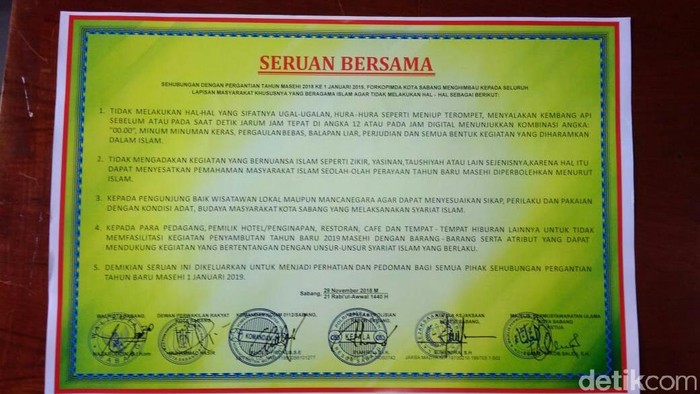 SERUAN BERSAMA
SEHUBUNGAN DENGAN PERGANTIAN TAHUN MASEHI 2018 KE 1 JANUARI 2019, FORKOPIMDA KOTA SABANG MENGHIMBAU KEPADA SELURUH
LAPISAN MASYARAKAT KHUSUSNYA YANG BERAGAMA ISLAM AGAR TIDAK MELAKUKAN HAL - HAL SEBAGAI BERIKUT:
1. TIDAK MELAKUKAN HAL-HAL YANG SIFATNYA UGAL-UGALAN, HURA-HURA SEPERTI MENIUP TEROMPET, MENYALAKAN KEMBANG API
SEBELUM ATAU PADA SAAT DETIK JARUM JAM TEPAT DI ANGKA 12 ATAU PADA JAM DIGITAL MENUNJUKKAN KOMBINASI ANGKA.
"00.00", MINUM MINUMAN KERAS, PERGAULANBEBAS, BALAPAN LIAR, PERJUDIAN DAN SEMUA BENTUK KEGIATAN YANG DIHARAMKAN
DALAM ISLAM.
2. TIDAK MENGADAKAN KEGIATAN YANG BERNUANSA ISLAM SEPERTI ZIKIR, YASINAN,TAUSHIYAH ATAU LAIN SEJENISNYA,KARENA HAL ITU
DAPAT MENYESATKAN PEMAHAMAN MASYARAKAT ISLAM SEOLAH-OLAH PERAYAAN TAHUN BARU MASEHI DIPERBOLEHKAN MENURUT
ISLAM.
3. KEPADA PENGUNJUNG BAIK WISATAWAN LOKAL MAUPUN MANCANEGARA AGAR DAPAT MENYESUAIKAN SIKAP, PERILAKU DAN PAKAIAN
DENGAN KONDISI ADAT, BUDAYA MASYARAKAT KOTA SABANG YANG MELAKSANAKAN SYARIAT ISLAM.
4. KEPADA PARA PEDAGANG,PEMILIK HOTEL/PENGINAPAN, RESTORAN, CAFE DAN TEMPAT- TEMPAT HIBURAN LAINNYA UNTUK TIDAK
MEMFASILITASI KEGIATAN PENYAMBUTAN TAHUN BARU 2019 MASEHI DENGAN BARANG - BARANG SERTA ATRIBUT YANG DAPAT
MENDUKUNG KEGIATAN YANG BERTENTANGAN DENGAN UNSUR-UNSUR SYARIAT ISLAM YANG BERLAKU.
5. DEMIKIAN SERUAN INI DIKELUARKAN UNTUK MENJADI PERHATIAN DAN PEDOMAN BAGI SEMUA PIHAK SEHUBUNGAN PERGANTIAN
TAHUN BARU MASEHI 1 JANUARI 2019.
Sabang, 29 November 2018 M
21 Rabi'ul-Awwal 1440 H
DEWAN PERWAKILAN RAKYAT
KOTA SABANG
KEPALA
detikcom